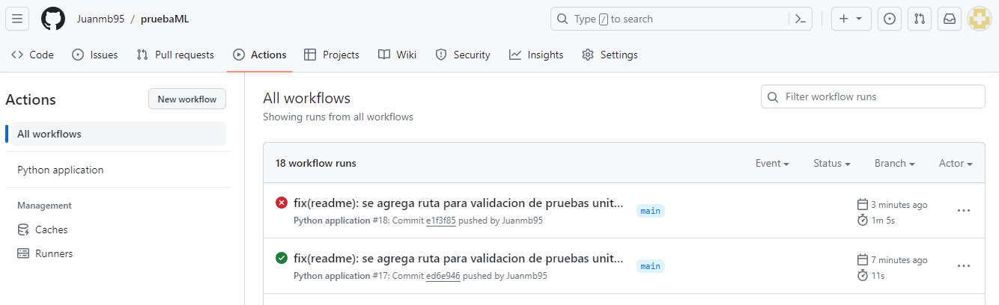 Juanmb95 / pruebaML
Type / to search
Code Issues Pull requests Actions Projects Wiki Security Insights Settings
Actions
New workflow
All workflows
Python application
Management
Caches
Runners
All workflows
Showing runs from all workflows
Filter workflow runs
18 workflow runs
Event Status Branch Actor
fix(readme): se agrega ruta para validacion de pruebas unit...
Python application #18: Commit e1f3f85 pushed by Juanmb95
main
3 minutes ago
1m 5s
fix(readme): se agrega ruta para validacion de pruebas unit...
Python application #17: Commit ed6e946 pushed by Juanmb95
main
7 minutes ago
11s